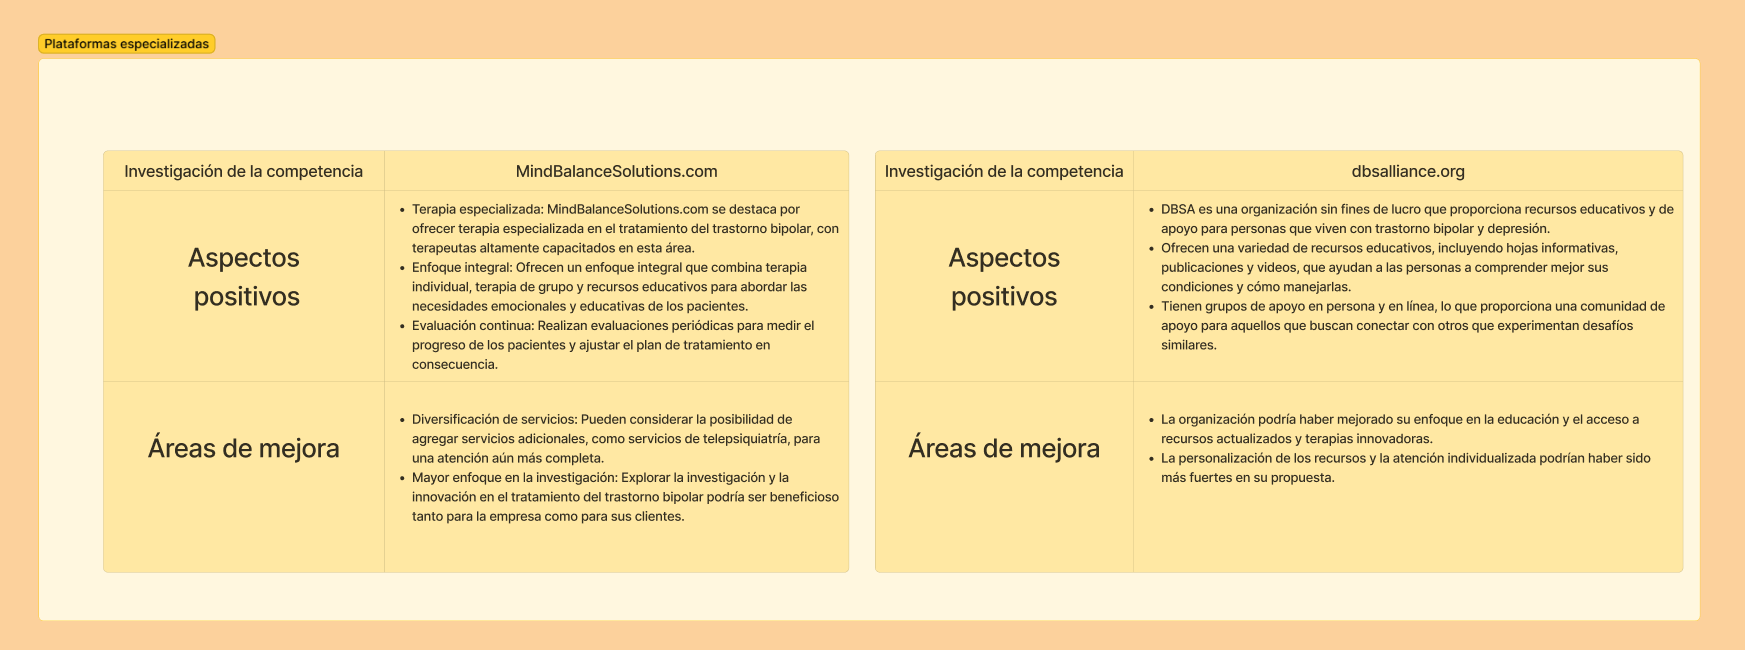 Plataformas especializadas
Investigación de la competencia
MindBalanceSolutions.com
Aspectos
positivos
• Terapia especializada: MindBalanceSolutions.com se destaca por
ofrecer terapia especializada en el tratamiento del trastorno bipolar, con
terapeutas altamente capacitados en esta área.
• Enfoque integral: Ofrecen un enfoque integral que combina terapia
individual, terapia de grupo y recursos educativos para abordar las
necesidades emocionales y educativas de los pacientes.
• Evaluación continua: Realizan evaluaciones periódicas para medir el
progreso de los pacientes y ajustar el plan de tratamiento en
consecuencia.
Áreas de mejora
• Diversificación de servicios: Pueden considerar la posibilidad de
agregar servicios adicionales, como servicios de telepsiquiatría, para
una atención aún más completa.
• Mayor enfoque en la investigación: Explorar la investigación y la
innovación en el tratamiento del trastorno bipolar podría ser beneficioso
tanto para la empresa como para sus clientes.
Investigación de la competencia
dbsalliance.org
Aspectos
positivos
• DBSA es una organización sin fines de lucro que proporciona recursos educativos y de
apoyo para personas que viven con trastorno bipolar y depresión.
• Ofrecen una variedad de recursos educativos, incluyendo hojas informativas,
publicaciones y videos, que ayudan a las personas a comprender mejor sus
condiciones y cómo manejarlas.
• Tienen grupos de apoyo en persona y en línea, lo que proporciona una comunidad de
apoyo para aquellos que buscan conectar con otros que experimentan desafíos
similares.
Áreas de mejora
• La organización podría haber mejorado su enfoque en la educación y el acceso a
recursos actualizados y terapias innovadoras.
• La personalización de los recursos y la atención individualizada podrían haber sido
más fuertes en su propuesta.